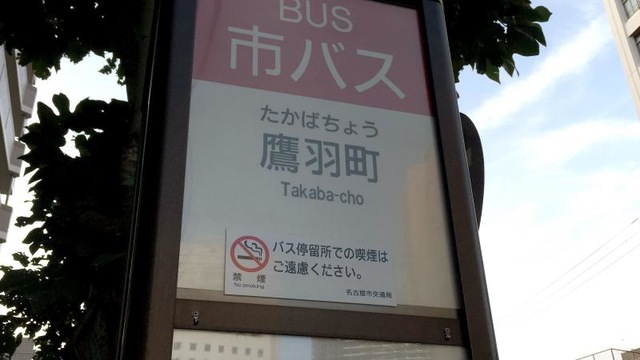 BUS
市バス
たかばちょう
鷹羽町
Takaba-cho
バス停留所での喫煙は
ご遠慮ください。
禁煙
No smoking
名古屋市交通局